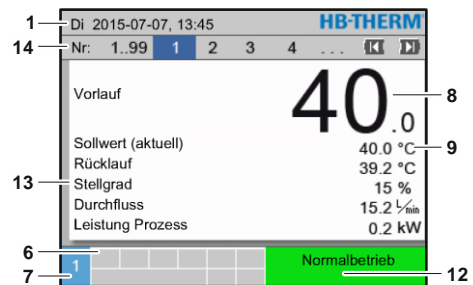 1 Di 2015-07-07, 13:45 HB-THERM
14 Nr: 1..99 1 2 3 4 ...
Vorlauf 40.0 8
Sollwert (aktuell) 40.0 °C 9
Rücklauf 39.2 °C
13 Stellgrad 15 %
Durchfluss 15.2 L/min
Leistung Prozess 0.2 kW
6 Normalbetrieb
7 1 12